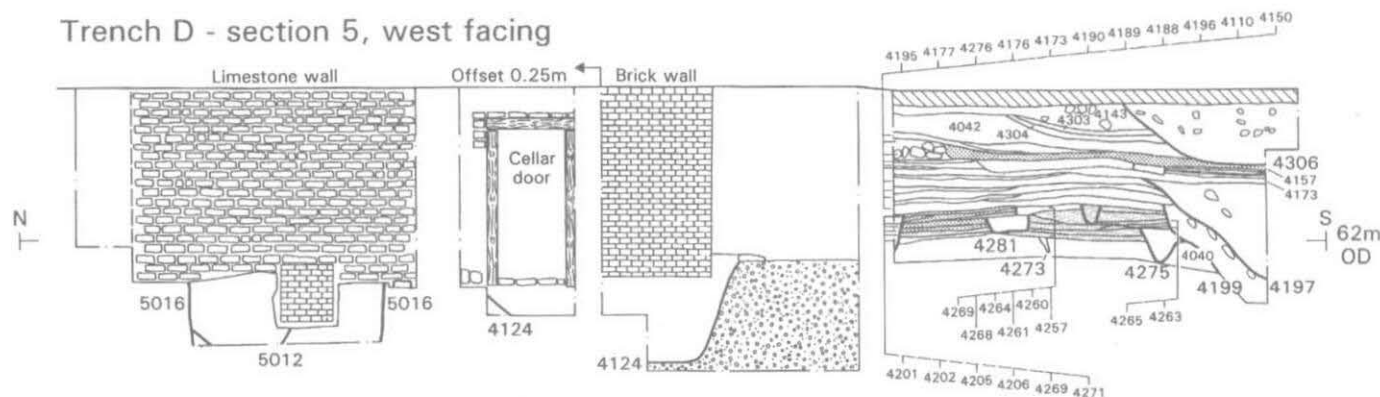 Trench D - section 5, west facing
Limestone wall
Offset 0.25m
Brick wall
4195 4177 4276 4176 4173 4190 4189 4188 4196 4110 4150
4303 4143
4042
4304
Cellar
door
4306
4157
4173
N
S
62m
OD
4281
4273
4275
4040
4199
4197
5016
5016
5012
4124
4124
4269 4264 4260
4268 4261 4257
4265 4263
4201 4202 4205 4206 4269 4271